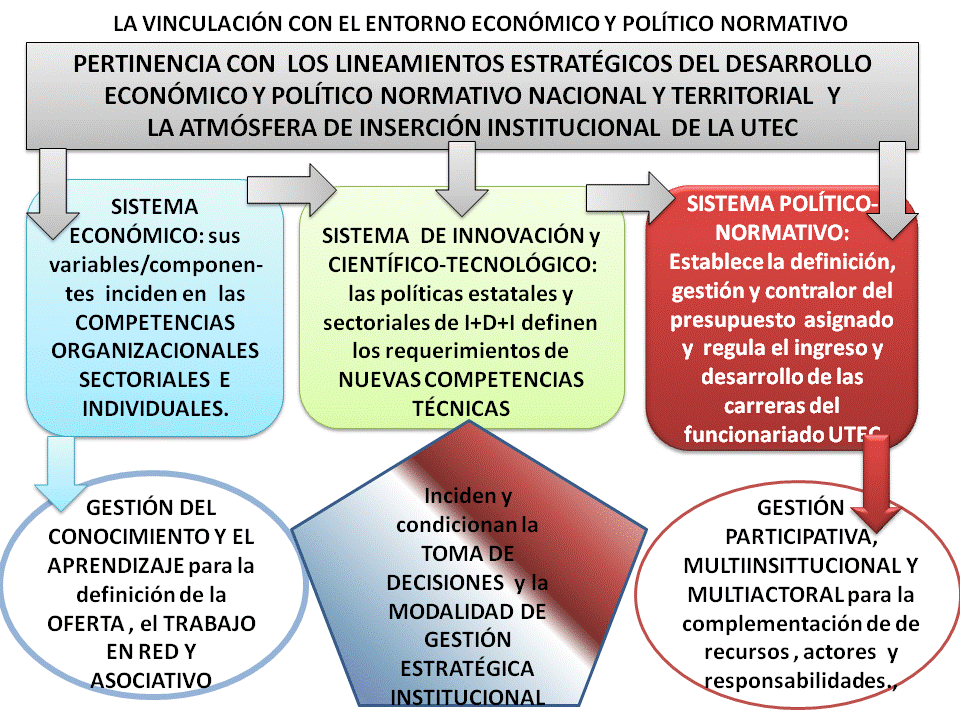 LA VINCULACIÓN CON EL ENTORNO ECONÓMICO Y POLÍTICO NORMATIVO
PERTINENCIA CON LOS LINEAMIENTOS ESTRATÉGICOS DEL DESARROLLO
ECONÓMICO Y POLÍTICO NORMATIVO NACIONAL Y TERRITORIAL Y
LA ATMÓSFERA DE INSERCIÓN INSTITUCIONAL DE LA UTEC
SISTEMA
ECONÓMICO: sus
variables/componen-
tes inciden en las
COMPETENCIAS
ORGANIZACIONALES
SECTORIALES E
INDIVIDUALES.
SISTEMA DE INNOVACIÓN y
CIENTÍFICO-TECNOLÓGICO:
las políticas estatales y
sectoriales de I+D+I definen
los requerimientos de
NUEVAS COMPETENCIAS
TÉCNICAS
SISTEMA POLÍTICO-
NORMATIVO:
Establece la definición,
gestión y contralor del
presupuesto asignado
y regula el ingreso y
desarrollo de las
carreras del
funcionariado UTEC
GESTIÓN DEL
CONOCIMIENTO Y EL
APRENDIZAJE para la
definición de la
OFERTA , el TRABAJO
EN RED Y
ASOCIATIVO
Inciden y
condicionan la
TOMA DE
DECISIONES y la
MODALIDAD DE
GESTIÓN
ESTRATÉGICA
INSTITUCIONAL
GESTIÓN
PARTICIPATIVA,
MULTIINSITTUCIONAL Y
MULTIACTORAL para la
complementación de de
recursos , actores y
responsabilidades.,